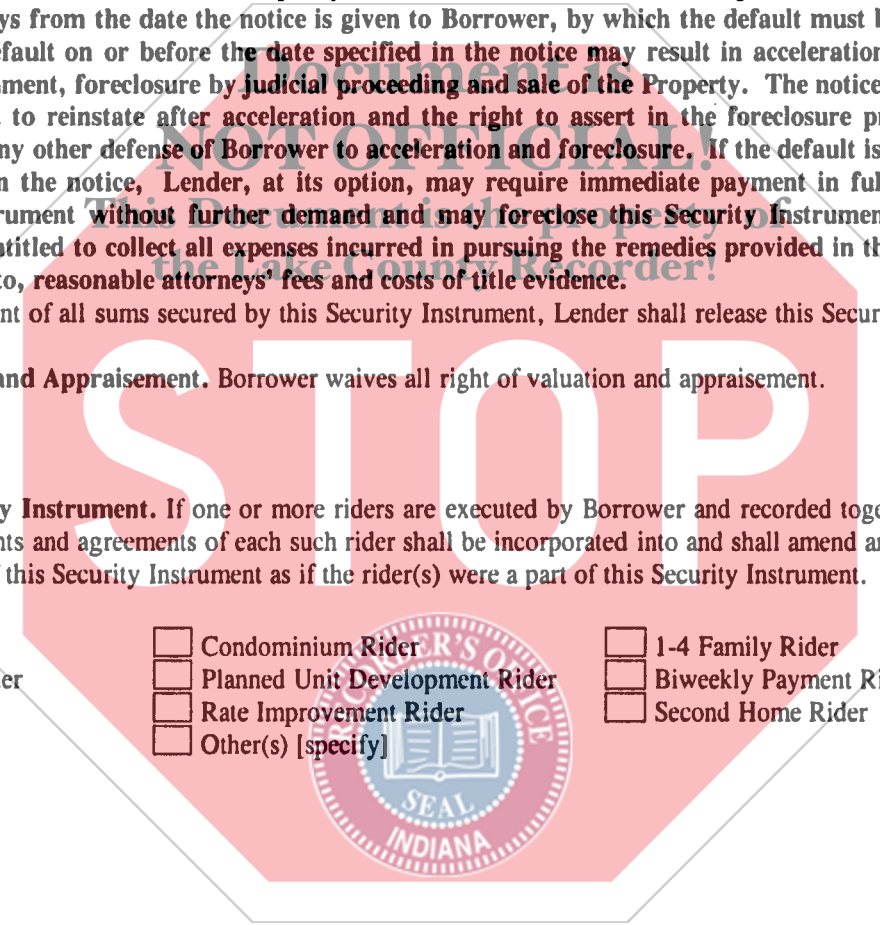 ys from the date the notice is given to Borrower, by which the default must b
efault on or before the date specified in the notice may result in acceleration
ment, foreclosure by judicial proceeding and sale of the Property. The notice
to reinstate after acceleration and the right to assert in the foreclosure p
ny other defense of Borrower to acceleration and foreclosure. If the default is
n the notice, Lender, at its option, may require immediate payment in ful
rument without further demand and may foreclose this Security Instrumen
ntitled to collect all expenses incurred in pursuing the remedies provided in th
to, reasonable attorneys' fees and costs of title evidence.
nt of all sums secured by this Security Instrument, Lender shall release this Secur
and Appraisement. Borrower waives all right of valuation and appraisement.
y Instrument. If one or more riders are executed by Borrower and recorded toge
nts and agreements of each such rider shall be incorporated into and shall amend a
this Security Instrument as if the rider(s) were a part of this Security Instrument.
Condominium Rider
1-4 Family Rider
er
Planned Unit Development Rider
Biweekly Payment Ri
Rate Improvement Rider
Second Home Rider
Other(s) [specify]
Document is
NOT OFFICIAL!
This Document is the property of
the Lake County Recorder!
STOP
RECORDER'S OFFICE
SEAL
INDIANA